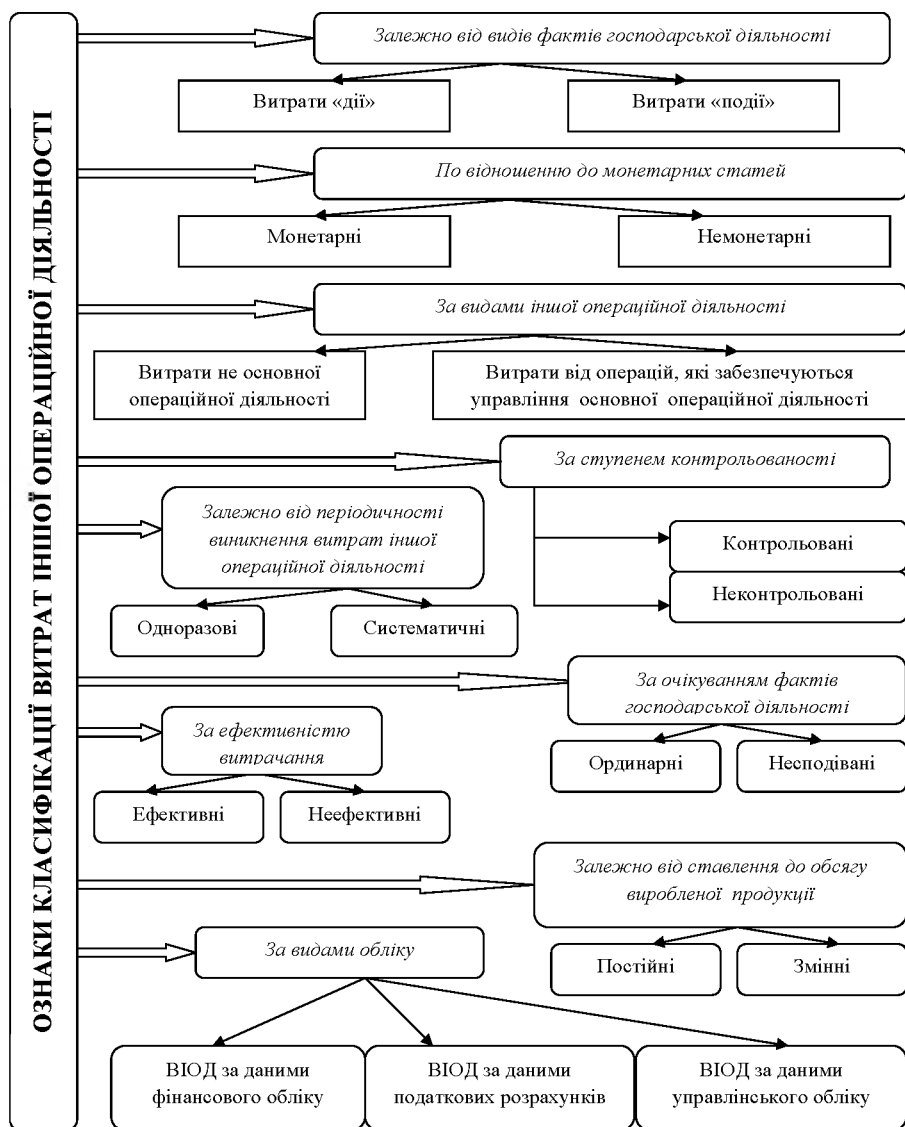 ОЗНАКИ КЛАСИФІКАЦІЇ ВИТРАТ ІНШОЇ ОПЕРАЦІЙНОЇ ДІЯЛЬНОСТІ
Залежно від видів фактів господарської діяльності
Витрати «дії»
Витрати «події»
По відношенню до монетарних статей
Монетарні
Немонетарні
За видами іншої операційної діяльності
Витрати не основної
операційної діяльності
Витрати від операцій, які забезпечуються
управління основної операційної діяльності
За ступенем контрольованості
Контрольовані
Неконтрольовані
Залежно від періодичності
виникнення витрат іншої
операційної діяльності
Одноразові
Систематичні
За очікуванням фактів
господарської діяльності
Ординарні
Несподівані
За ефективністю
витрачання
Ефективні
Неефективні
Залежно від ставлення до обсягу
виробленої продукції
Постійні
Змінні
За видами обліку
ВІОД за даними
фінансового обліку
ВІОД за даними
податкових розрахунків
ВІОД за даними
управлінського обліку